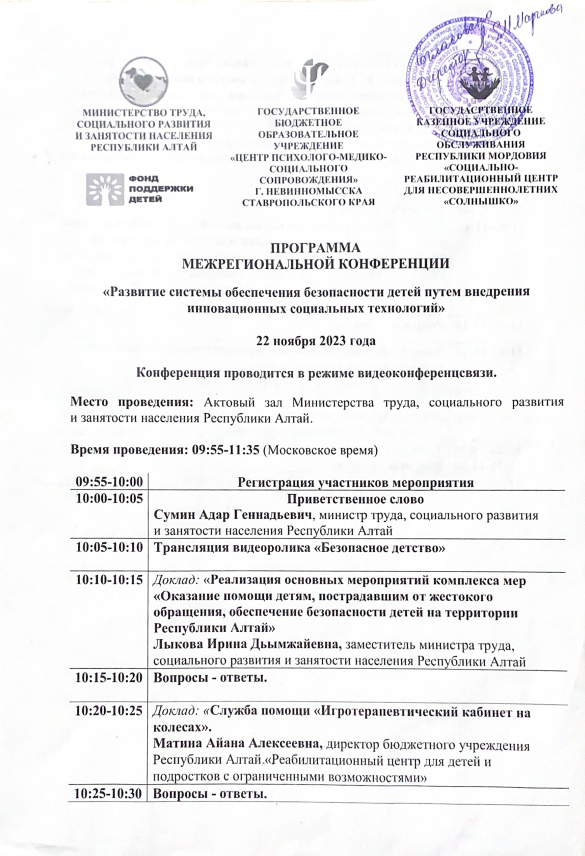 Согласовано
Директор
МИНИСТЕРСТВО ТРУДА,
СОЦИАЛЬНОГО РАЗВИТИЯ
И ЗАНЯТОСТИ НАСЕЛЕНИЯ
РЕСПУБЛИКИ АЛТАЙ
ФОНД
ПОДДЕРЖКИ
ДЕТЕЙ
ГОСУДАРСТВЕННОЕ
БЮДЖЕТНОЕ
ОБРАЗОВАТЕЛЬНОЕ
УЧРЕЖДЕНИЕ
«ЦЕНТР ПСИХОЛОГО-МЕДИКО-
СОЦИАЛЬНОГО
СОПРОВОЖДЕНИЯ»
Г. НЕВИННОМЫССКА
СТАВРОПОЛЬСКОГО КРАЯ
ГОСУДАСРТВЕННОЕ
КАЗЕННОЕ УЧРЕЖДЕНИЕ
СОЦИАЛЬНОГО
ОБСЛУЖИВАНИЯ
РЕСПУБЛИКИ МОРДОВИЯ
«СОЦИАЛЬНО-
РЕАБИЛИТАЦИОННЫЙ ЦЕНТР
ДЛЯ НЕСОВЕРШЕННОЛЕТНИХ
«СОЛНЫШКО»
ПРОГРАММА
МЕЖРЕГИОНАЛЬНОЙ КОНФЕРЕНЦИИ
«Развитие системы обеспечения безопасности детей путем внедрения
инновационных социальных технологий»
22 ноября 2023 года
Конференция проводится в режиме видеоконференцсвязи.
Место проведения: Актовый зал Министерства труда, социального развития
и занятости населения Республики Алтай.
Время проведения: 09:55-11:35 (Московское время)
09:55-10:00 Регистрация участников мероприятия
10:00-10:05 Приветственное слово
Сумин Адар Геннадьевич, министр труда, социального развития
и занятости населения Республики Алтай
10:05-10:10 Трансляция видеоролика «Безопасное детство»
10:10-10:15 Доклад: «Реализация основных мероприятий комплекса мер
«Оказание помощи детям, пострадавшим от жестокого
обращения, обеспечение безопасности детей на территории
Республики Алтай»
Лыкова Ирина Дьымжайевна, заместитель министра труда,
социального развития и занятости населения Республики Алтай
10:15-10:20 Вопросы - ответы.
10:20-10:25 Доклад: «Служба помощи «Игротерапевтический кабинет на
колесах».
Матина Айана Алексеевна, директор бюджетного учреждения
Республики Алтай.«Реабилитационный центр для детей и
подростков с ограниченными возможностями»
10:25-10:30 Вопросы - ответы.